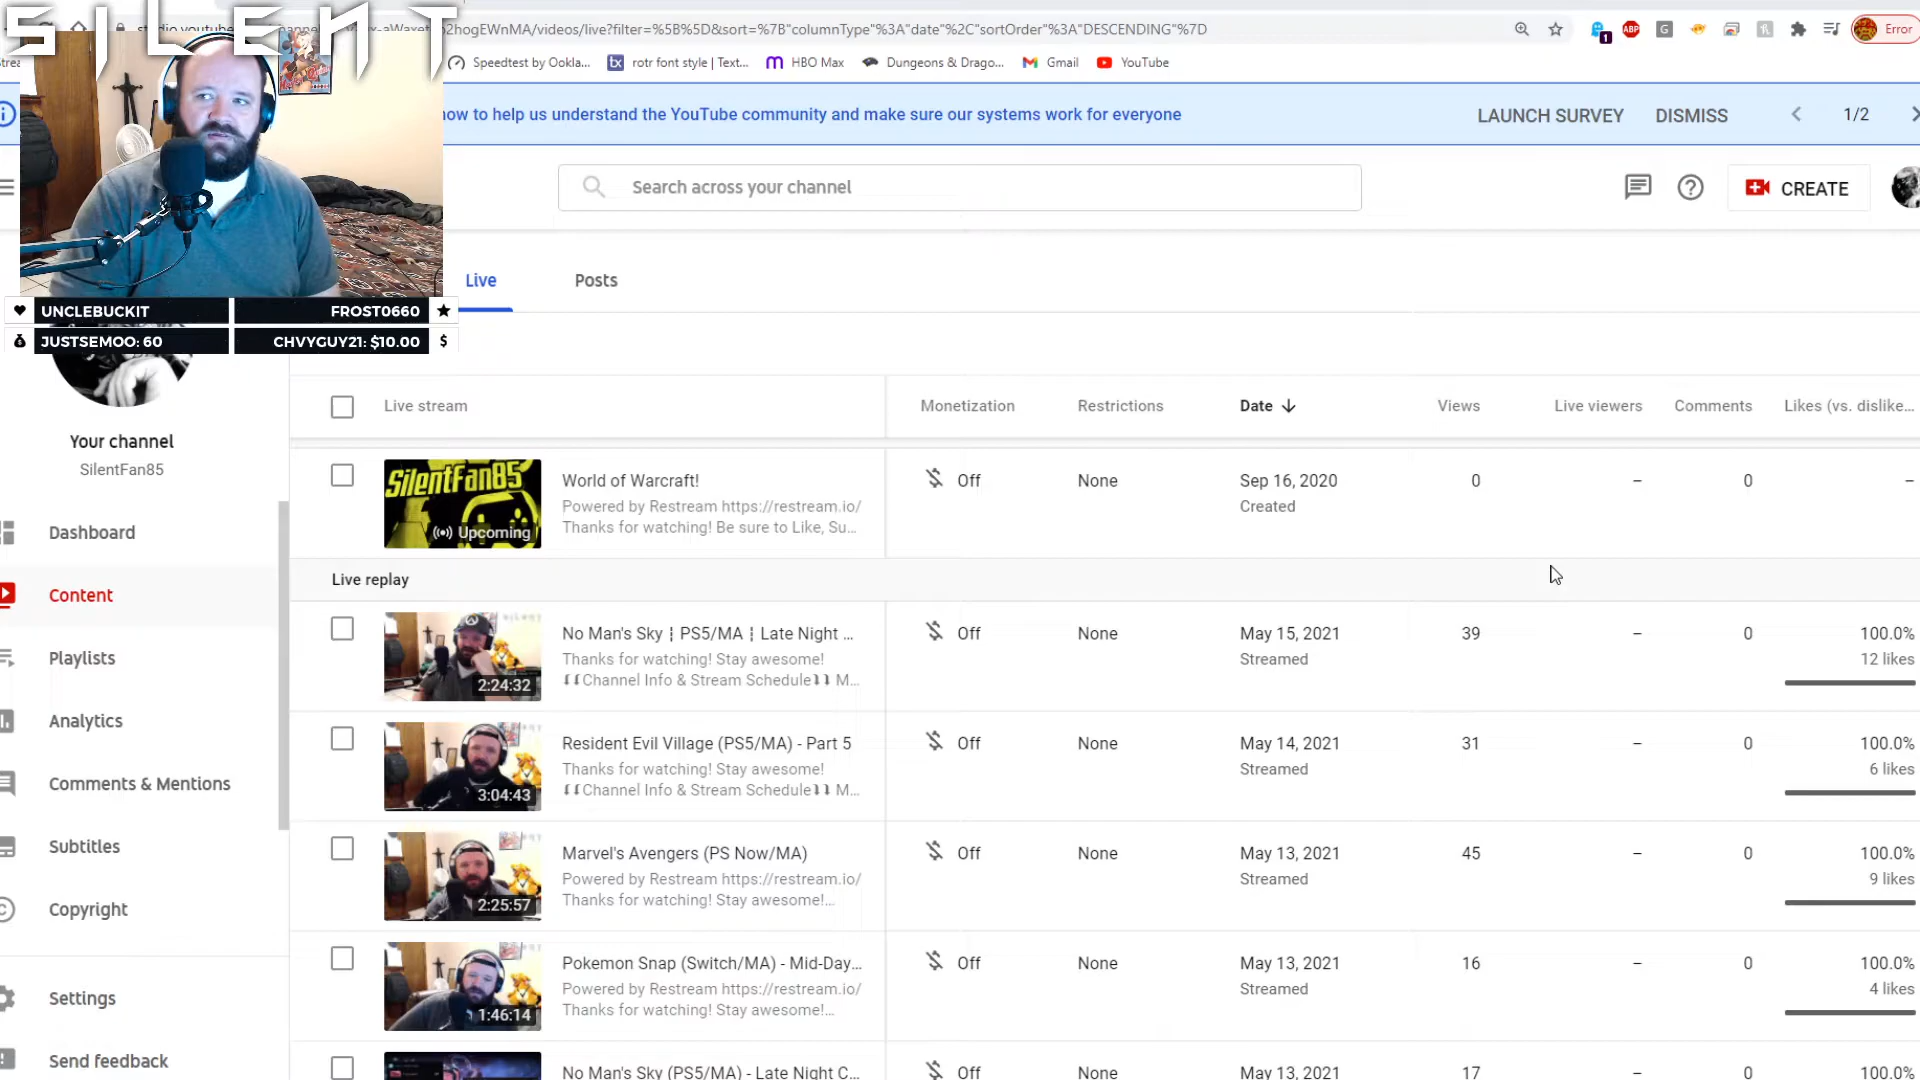 SILENT
2hogEWnMA/videos/live?filter=%5B%5D&sort=%7B"columnType"%3A"date"%2C"sortOrder"%3A"DESCENDING"%7D
1
ABP
G
Error
Speedtest by Ookla...
tx
rotr font style | Text...
HBO Max
Dungeons & Drago...
Gmail
YouTube
now to help us understand the YouTube community and make sure our systems work for everyone
LAUNCH SURVEY
DISMISS
1/2
Search across your channel
CREATE
Live
Posts
UNCLEBUCKIT
FROST0660
JUSTSEMOO: 60
CHVYGUY21: $10.00
$
Your channel
SilentFan85
Dashboard
Content
Playlists
Analytics
Comments & Mentions
Subtitles
Copyright
Settings
Send feedback
Live stream
Monetization
Restrictions
Date
Views
Live viewers
Comments
Likes (vs. dislike...
SilentFan85
Upcoming
World of Warcraft!
Powered by Restream https://restream.io/
Thanks for watching! Be sure to Like, Su...
Off
None
Sep 16, 2020
Created
0
–
0
–
Live replay
2:24:32
No Man's Sky ¦ PS5/MA ¦ Late Night ...
Thanks for watching! Stay awesome!
⬇⬇Channel Info & Stream Schedule⬇⬇ M...
Off
None
May 15, 2021
Streamed
39
–
0
100.0%
12 likes
3:04:43
Resident Evil Village (PS5/MA) - Part 5
Thanks for watching! Stay awesome!
⬇⬇Channel Info & Stream Schedule⬇⬇ M...
Off
None
May 14, 2021
Streamed
31
–
0
100.0%
6 likes
2:25:57
Marvel's Avengers (PS Now/MA)
Powered by Restream https://restream.io/
Thanks for watching! Stay awesome!...
Off
None
May 13, 2021
Streamed
45
–
0
100.0%
9 likes
1:46:14
Pokemon Snap (Switch/MA) - Mid-Day...
Powered by Restream https://restream.io/
Thanks for watching! Stay awesome!...
Off
None
May 13, 2021
Streamed
16
–
0
100.0%
4 likes
No Man's Sky (PS5/MA) - Late Night C...
Off
None
May 13, 2021
17
–
0
100.0%